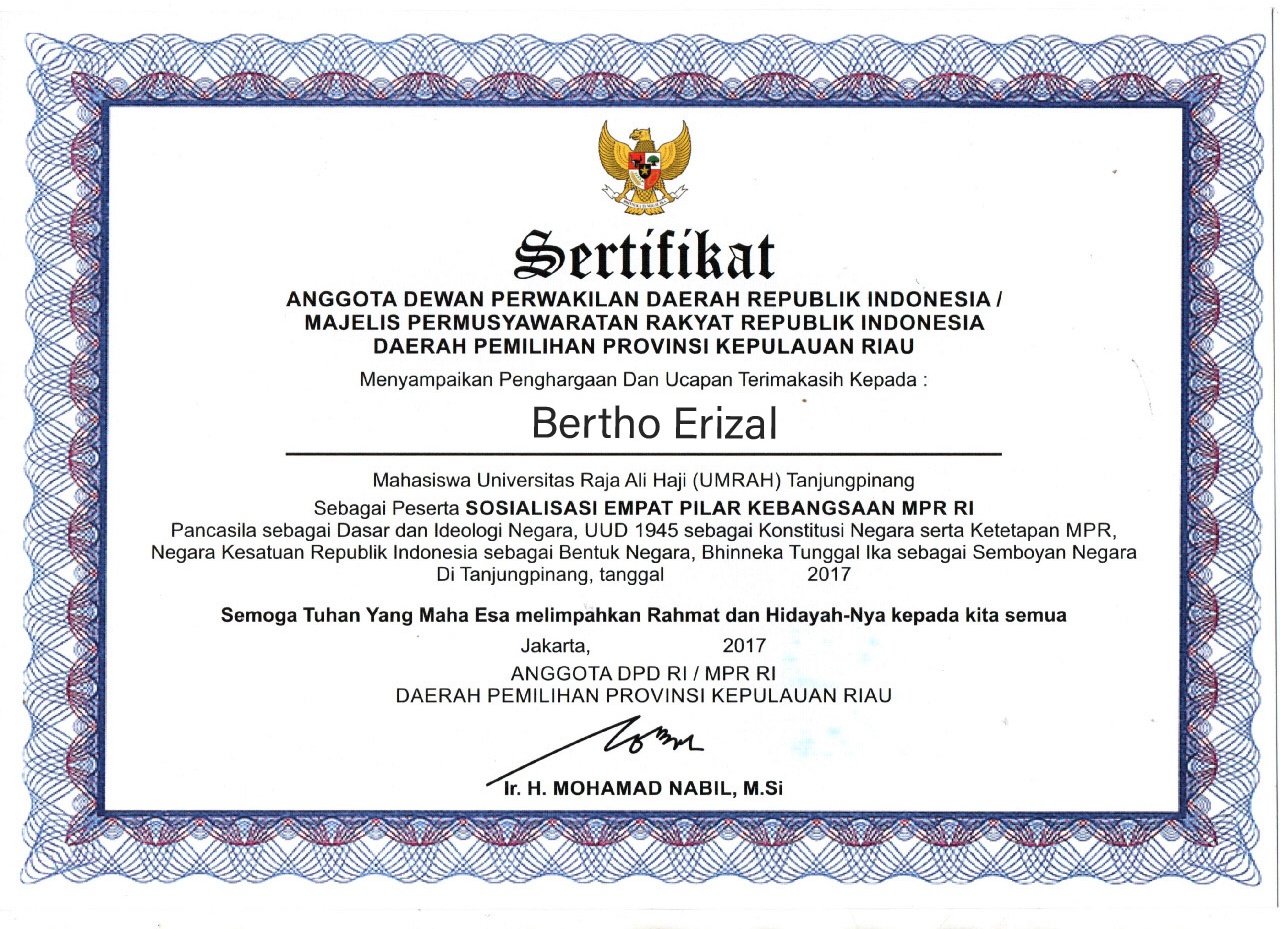 Sertifikat
ANGGOTA DEWAN PERWAKILAN DAERAH REPUBLIK INDONESIA /
MAJELIS PERMUSYAWARATAN RAKYAT REPUBLIK INDONESIA
DAERAH PEMILIHAN PROVINSI KEPULAUAN RIAU
Menyampaikan Penghargaan Dan Ucapan Terimakasih Kepada :
Bertho Erizal
Mahasiswa Universitas Raja Ali Haji (UMRAH) Tanjungpinang
Sebagai Peserta SOSIALISASI EMPAT PILAR KEBANGSAAN MPR RI
Pancasila sebagai Dasar dan Ideologi Negara, UUD 1945 sebagai Konstitusi Negara serta Ketetapan MPR,
Negara Kesatuan Republik Indonesia sebagai Bentuk Negara, Bhinneka Tunggal Ika sebagai Semboyan Negara
Di Tanjungpinang, tanggal 2017
Semoga Tuhan Yang Maha Esa melimpahkan Rahmat dan Hidayah-Nya kepada kita semua
Jakarta, 2017
ANGGOTA DPD RI / MPR RI
DAERAH PEMILIHAN PROVINSI KEPULAUAN RIAU
Ir. H. MOHAMAD NABIL, M.Si